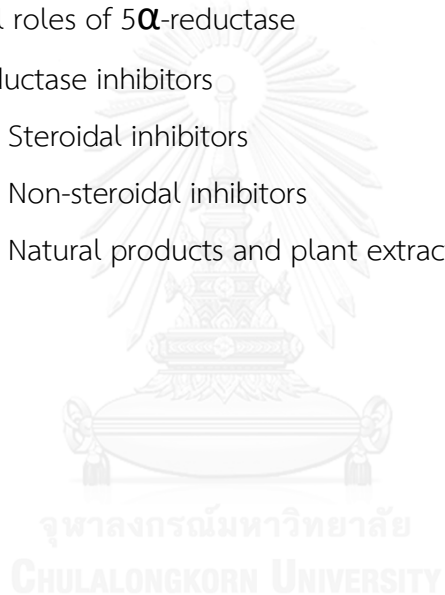 l roles of 5α-reductase
ductase inhibitors
Steroidal inhibitors
Non-steroidal inhibitors
Natural products and plant extrac
จุฬาลงกรณ์มหาวิทยาลัย
CHULALONGKORN UNIVERSITY